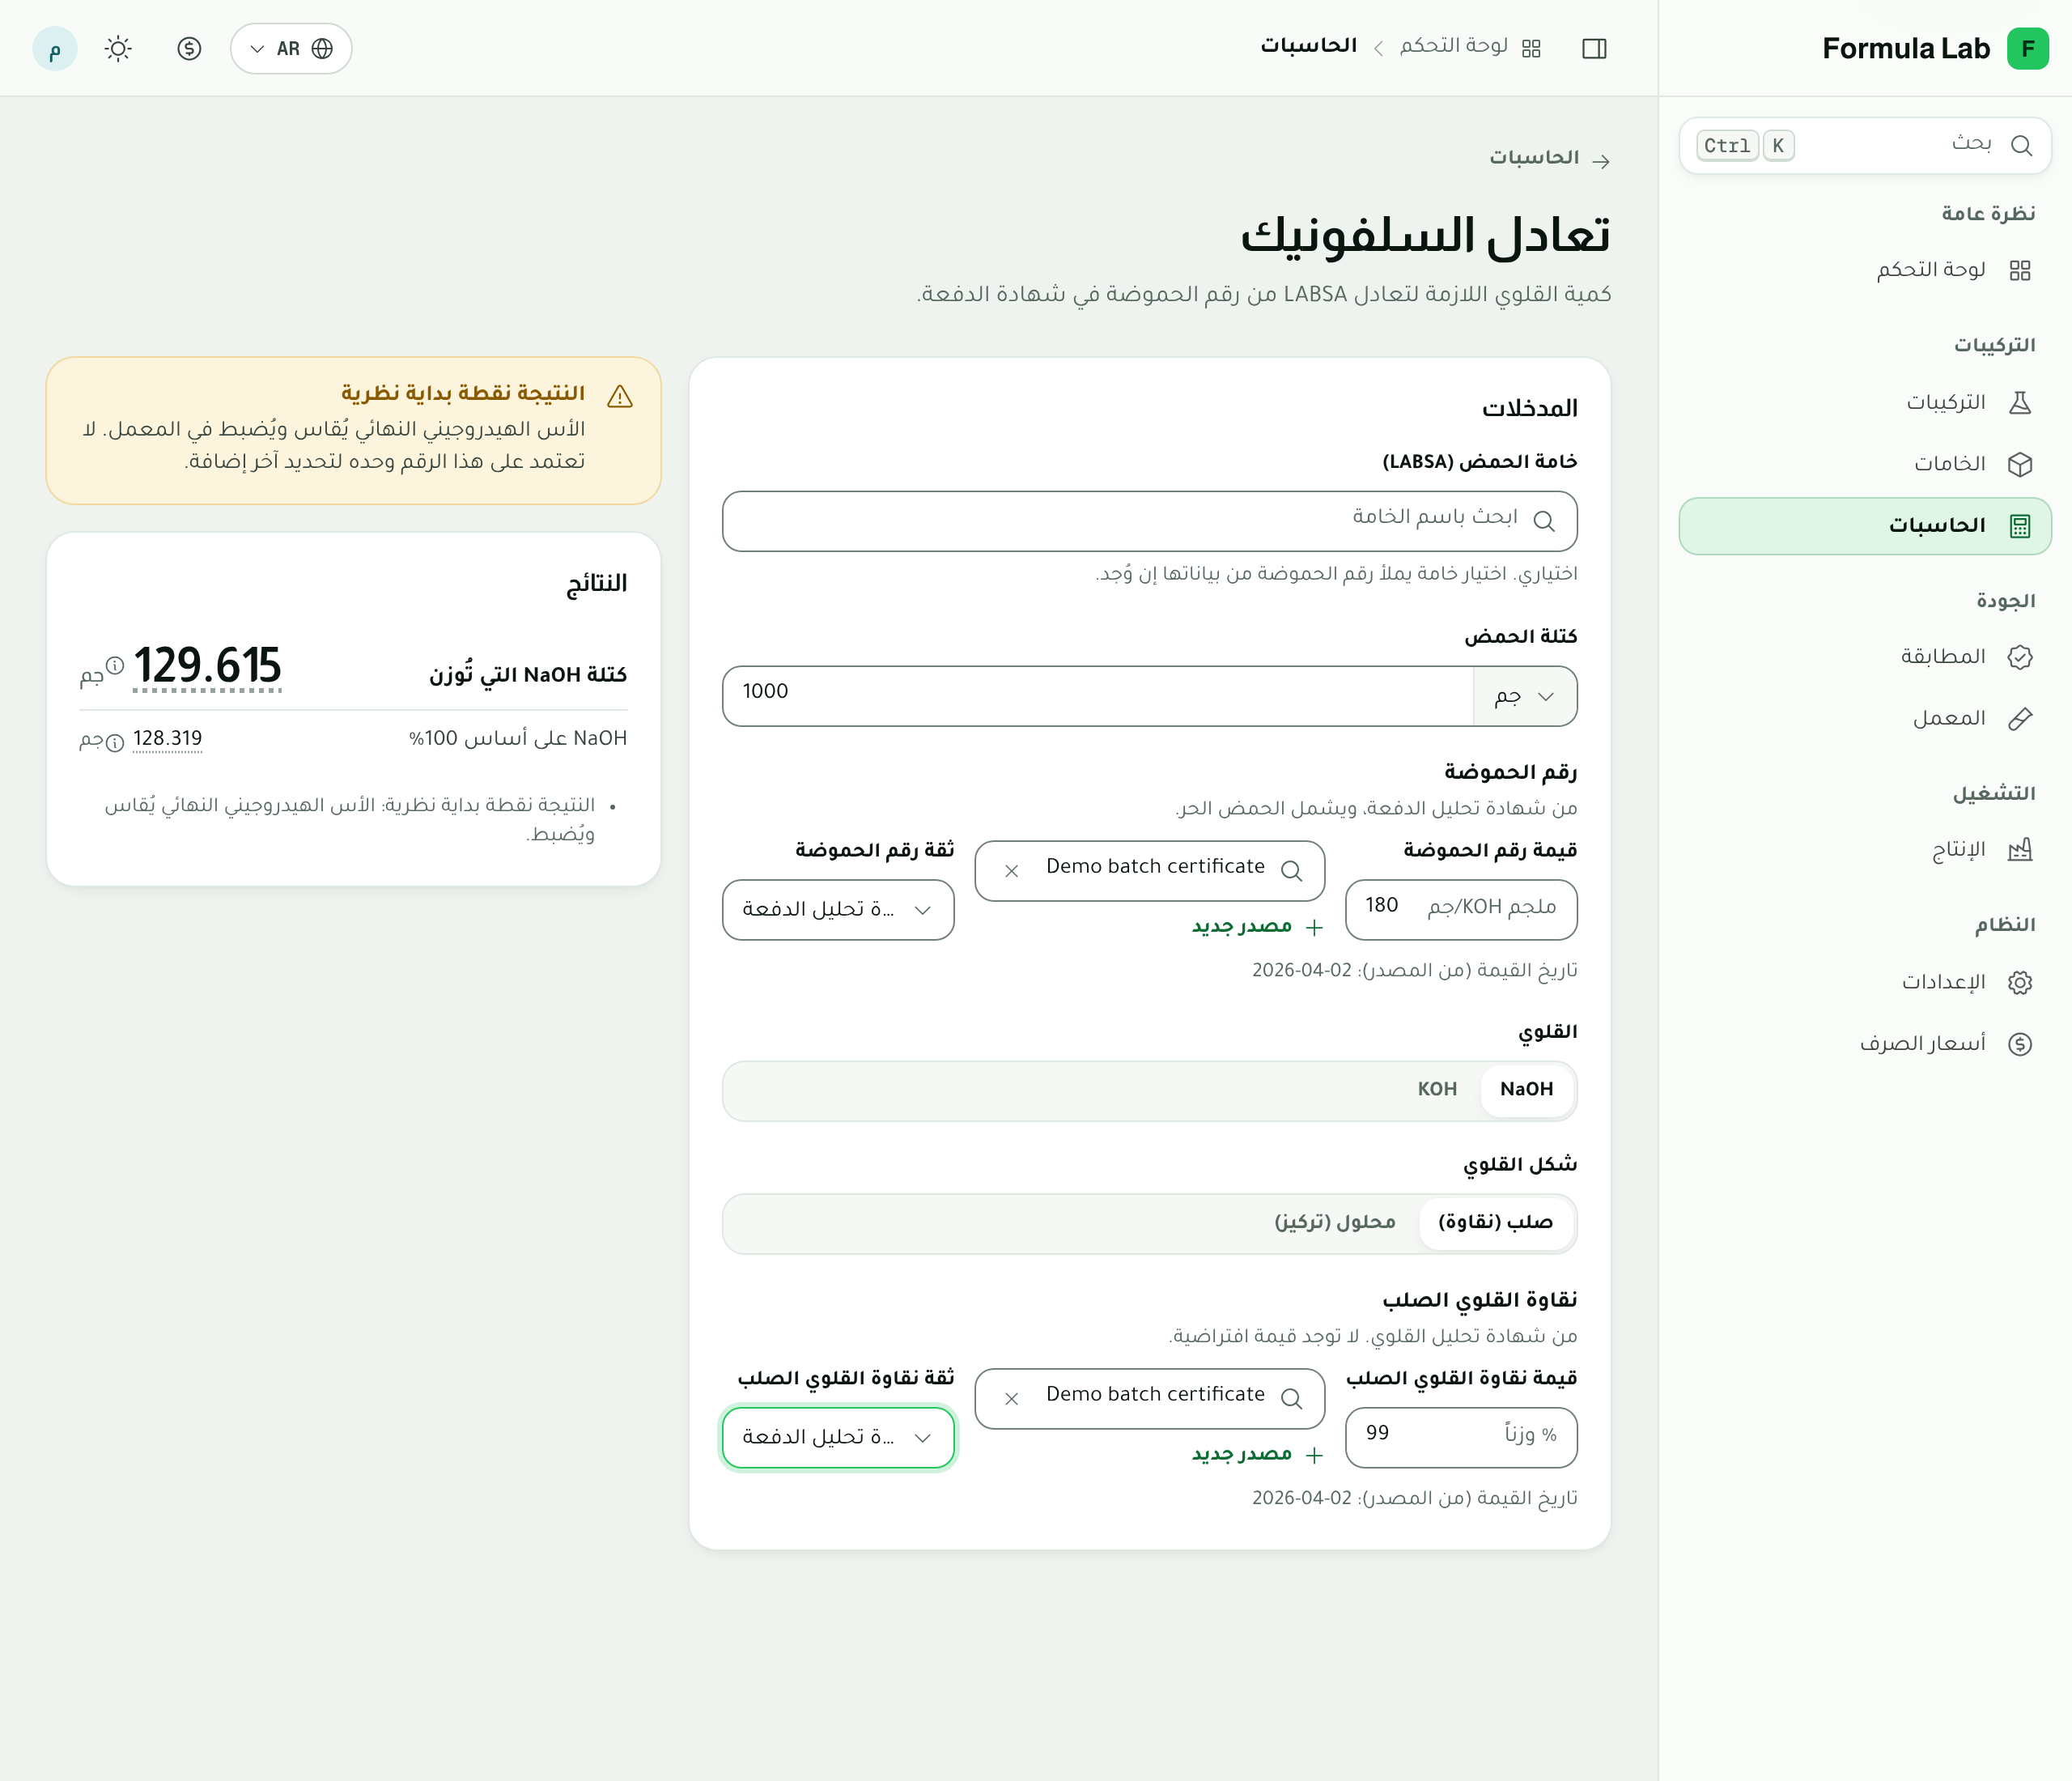 F Formula Lab
لوحة التحكم
الحاسبات
AR
م
بحث
Ctrl K
نظرة عامة
لوحة التحكم
التركيبات
التركيبات
الخامات
الحاسبات
الجودة
المطابقة
المعمل
التشغيل
الإنتاج
النظام
الإعدادات
أسعار الصرف
الحاسبات
تعادل السلفونيك
كمية القلوي اللازمة لتعادل LABSA من رقم الحموضة في شهادة الدفعة.
المدخلات
خامة الحمض (LABSA)
ابحث باسم الخامة
اختياري. اختيار خامة يملأ رقم الحموضة من بياناتها إن وُجد.
كتلة الحمض
جم
1000
رقم الحموضة
من شهادة تحليل الدفعة، ويشمل الحمض الحر.
قيمة رقم الحموضة
ملجم KOH/جم
180
Demo batch certificate
مصدر جديد
ثقة رقم الحموضة
...ة تحليل الدفعة
تاريخ القيمة (من المصدر): 2026-04-02
القلوي
NaOH
KOH
شكل القلوي
صلب (نقاوة)
محلول (تركيز)
نقاوة القلوي الصلب
من شهادة تحليل القلوي. لا توجد قيمة افتراضية.
قيمة نقاوة القلوي الصلب
% وزناً
99
Demo batch certificate
مصدر جديد
ثقة نقاوة القلوي الصلب
...ة تحليل الدفعة
تاريخ القيمة (من المصدر): 2026-04-02
النتيجة نقطة بداية نظرية
الأس الهيدروجيني النهائي يُقاس ويُضبط في المعمل. لا
تعتمد على هذا الرقم وحده لتحديد آخر إضافة.
النتائج
كتلة NaOH التي تُوزن
129.615 جم
NaOH على أساس 100%
128.319 جم
• النتيجة نقطة بداية نظرية: الأس الهيدروجيني النهائي يُقاس
ويُضبط.